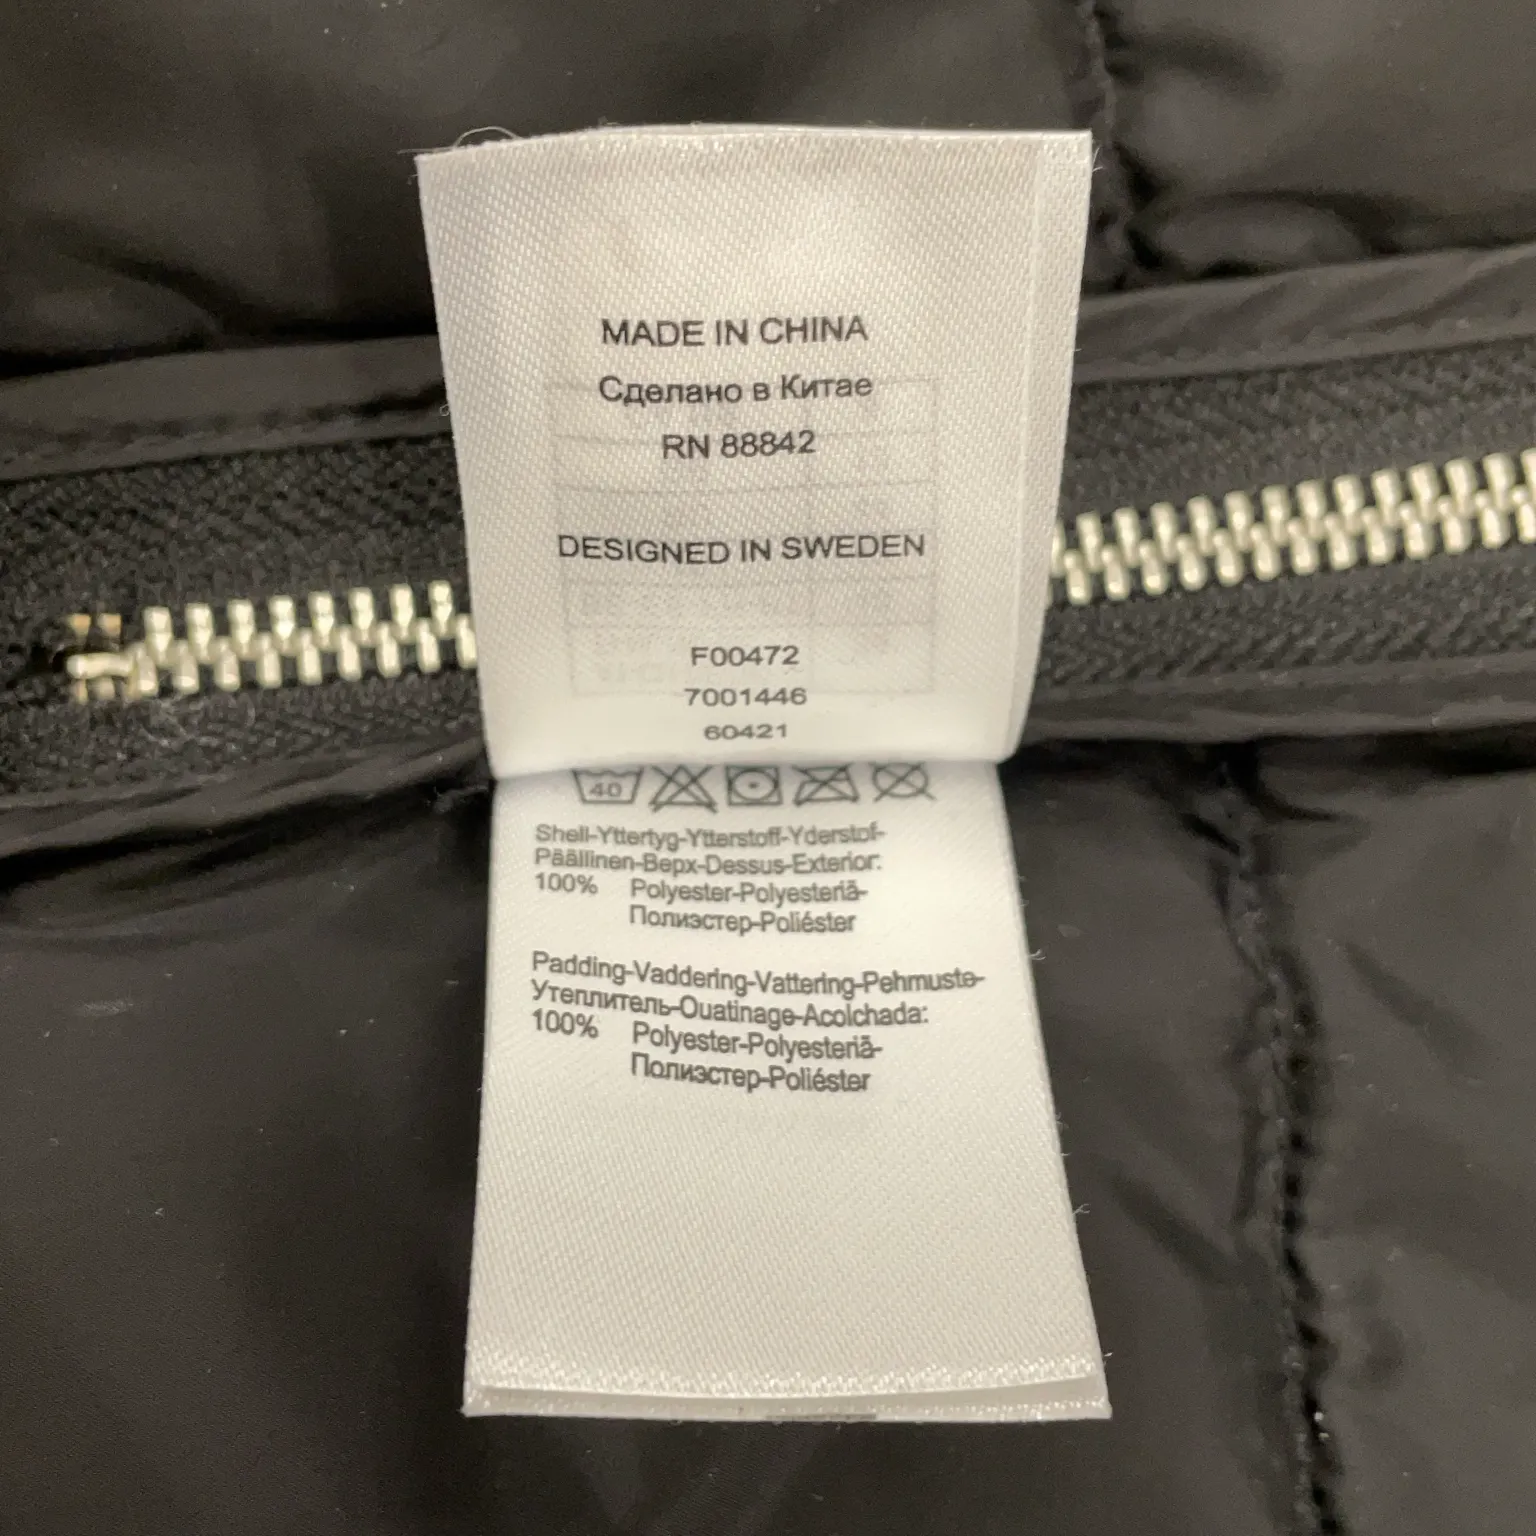 MADE IN CHINA
Сделано в Китае
RN 88842
DESIGNED IN SWEDEN
F00472
7001446
60421
40
Shell-Yttertyg-Ytterstoff-Yderstof-
Päällinen-Верх-Dessus-Exterior:
100% Polyester-Polyesteriä-
Полиэстер-Poliéster
Padding-Vaddering-Vattering-Pehmuste-
Утеплитель-Ouatinage-Acolchada:
100% Polyester-Polyesteriä-
Полиэстер-Poliéster